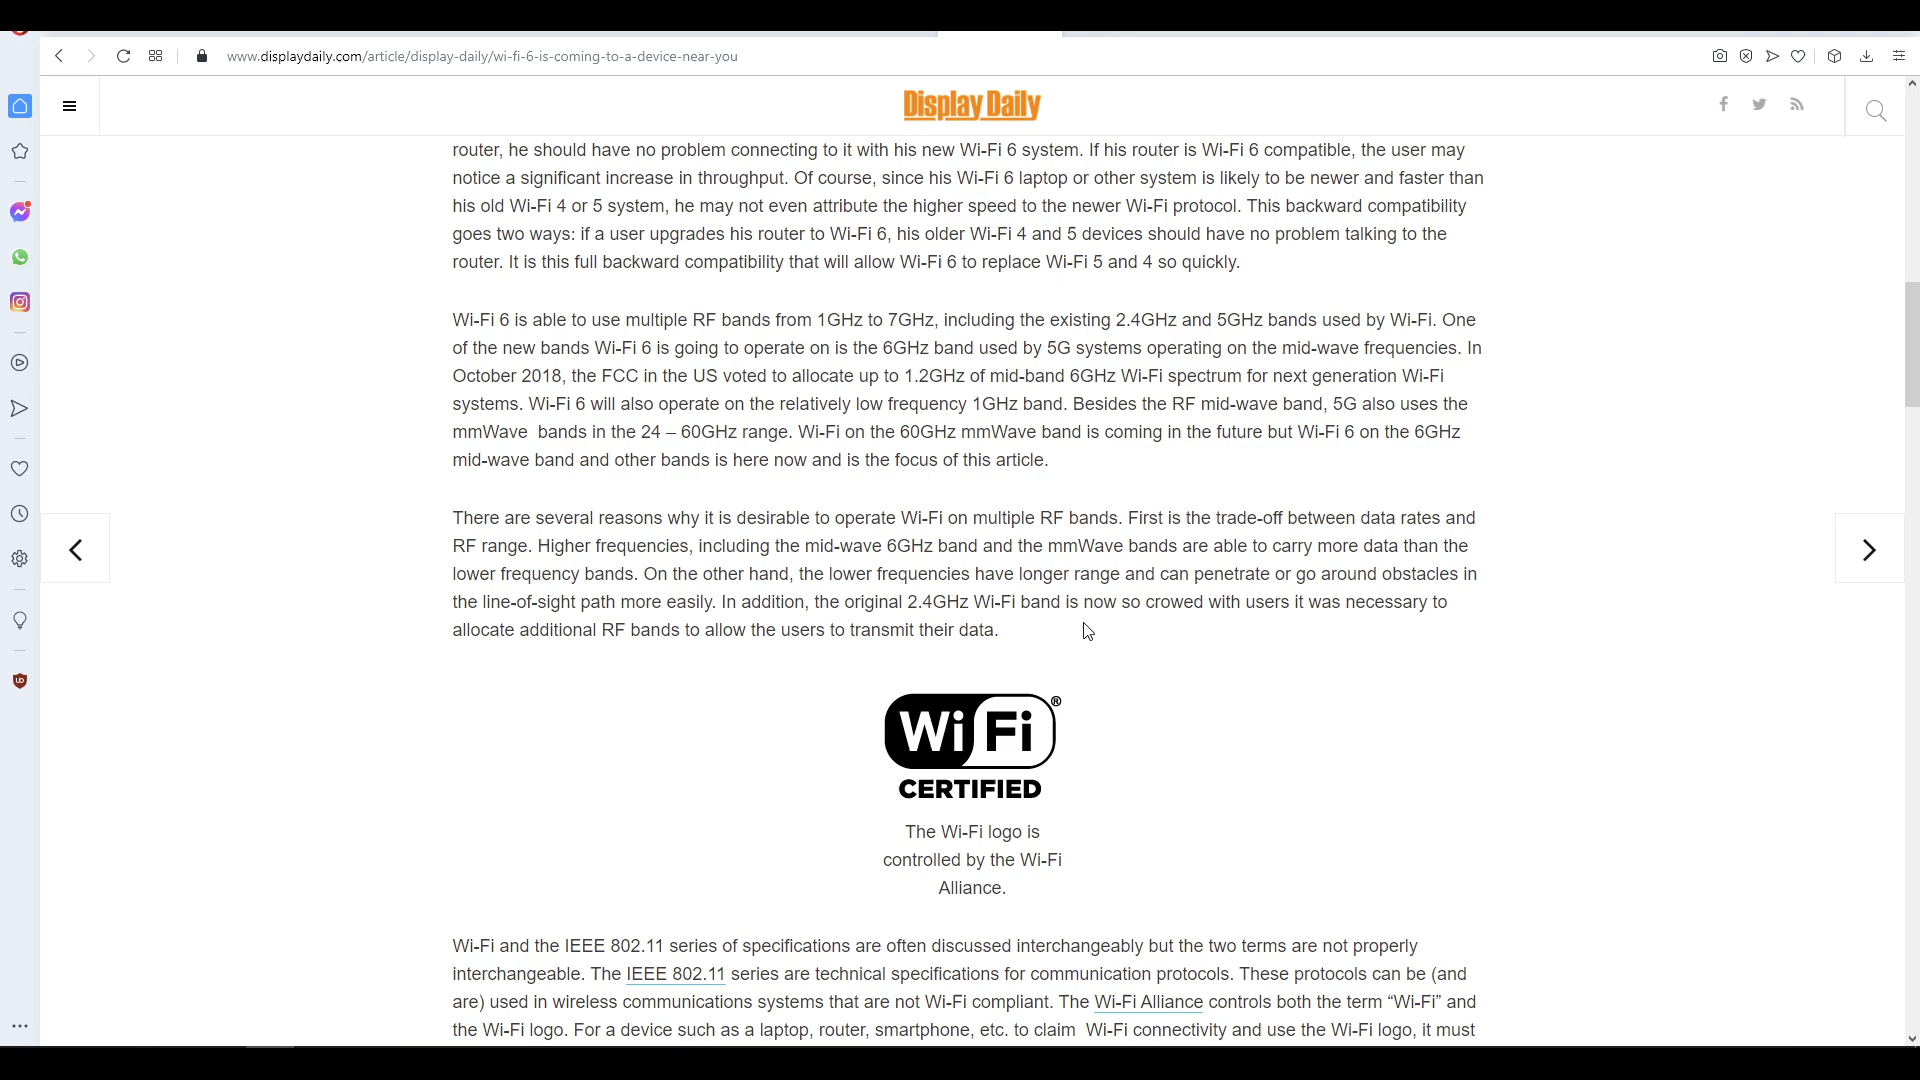 www.displaydaily.com/article/display-daily/wi-fi-6-is-coming-to-a-device-near-you
Display Daily
router, he should have no problem connecting to it with his new Wi-Fi 6 system. If his router is Wi-Fi 6 compatible, the user may
notice a significant increase in throughput. Of course, since his Wi-Fi 6 laptop or other system is likely to be newer and faster than
his old Wi-Fi 4 or 5 system, he may not even attribute the higher speed to the newer Wi-Fi protocol. This backward compatibility
goes two ways: if a user upgrades his router to Wi-Fi 6, his older Wi-Fi 4 and 5 devices should have no problem talking to the
router. It is this full backward compatibility that will allow Wi-Fi 6 to replace Wi-Fi 5 and 4 so quickly.
Wi-Fi 6 is able to use multiple RF bands from 1GHz to 7GHz, including the existing 2.4GHz and 5GHz bands used by Wi-Fi. One
of the new bands Wi-Fi 6 is going to operate on is the 6GHz band used by 5G systems operating on the mid-wave frequencies. In
October 2018, the FCC in the US voted to allocate up to 1.2GHz of mid-band 6GHz Wi-Fi spectrum for next generation Wi-Fi
systems. Wi-Fi 6 will also operate on the relatively low frequency 1GHz band. Besides the RF mid-wave band, 5G also uses the
mmWave  bands in the 24 – 60GHz range. Wi-Fi on the 60GHz mmWave band is coming in the future but Wi-Fi 6 on the 6GHz
mid-wave band and other bands is here now and is the focus of this article.
There are several reasons why it is desirable to operate Wi-Fi on multiple RF bands. First is the trade-off between data rates and
RF range. Higher frequencies, including the mid-wave 6GHz band and the mmWave bands are able to carry more data than the
lower frequency bands. On the other hand, the lower frequencies have longer range and can penetrate or go around obstacles in
the line-of-sight path more easily. In addition, the original 2.4GHz Wi-Fi band is now so crowed with users it was necessary to
allocate additional RF bands to allow the users to transmit their data.
Wi Fi ®
CERTIFIED
The Wi-Fi logo is
controlled by the Wi-Fi
Alliance.
Wi-Fi and the IEEE 802.11 series of specifications are often discussed interchangeably but the two terms are not properly
interchangeable. The IEEE 802.11 series are technical specifications for communication protocols. These protocols can be (and
are) used in wireless communications systems that are not Wi-Fi compliant. The Wi-Fi Alliance controls both the term “Wi-Fi” and
the Wi-Fi logo. For a device such as a laptop, router, smartphone, etc. to claim  Wi-Fi connectivity and use the Wi-Fi logo, it must